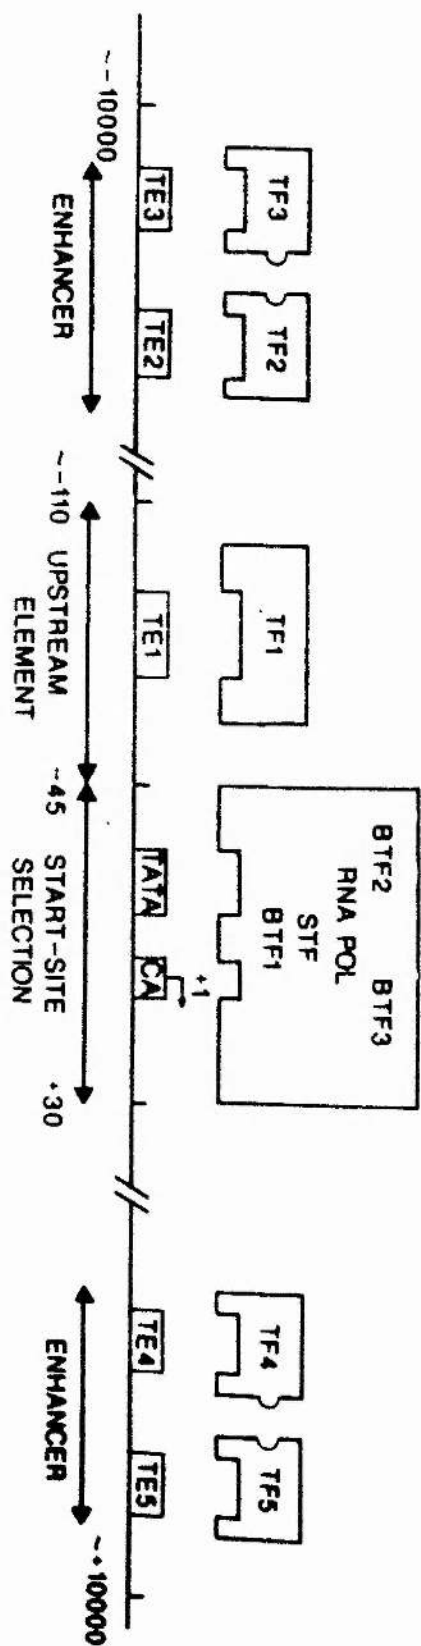 BTF2 BTF3
RNA POL
STF
BTF1
TF3 TF2 TF1 TF4 TF5
+1
TE3 TE2 TE1 TATA CA TE4 TE5
~-10000 ~-110 ~45 +30 ~+10000
ENHANCER
UPSTREAM
ELEMENT
START-SITE
SELECTION
ENHANCER